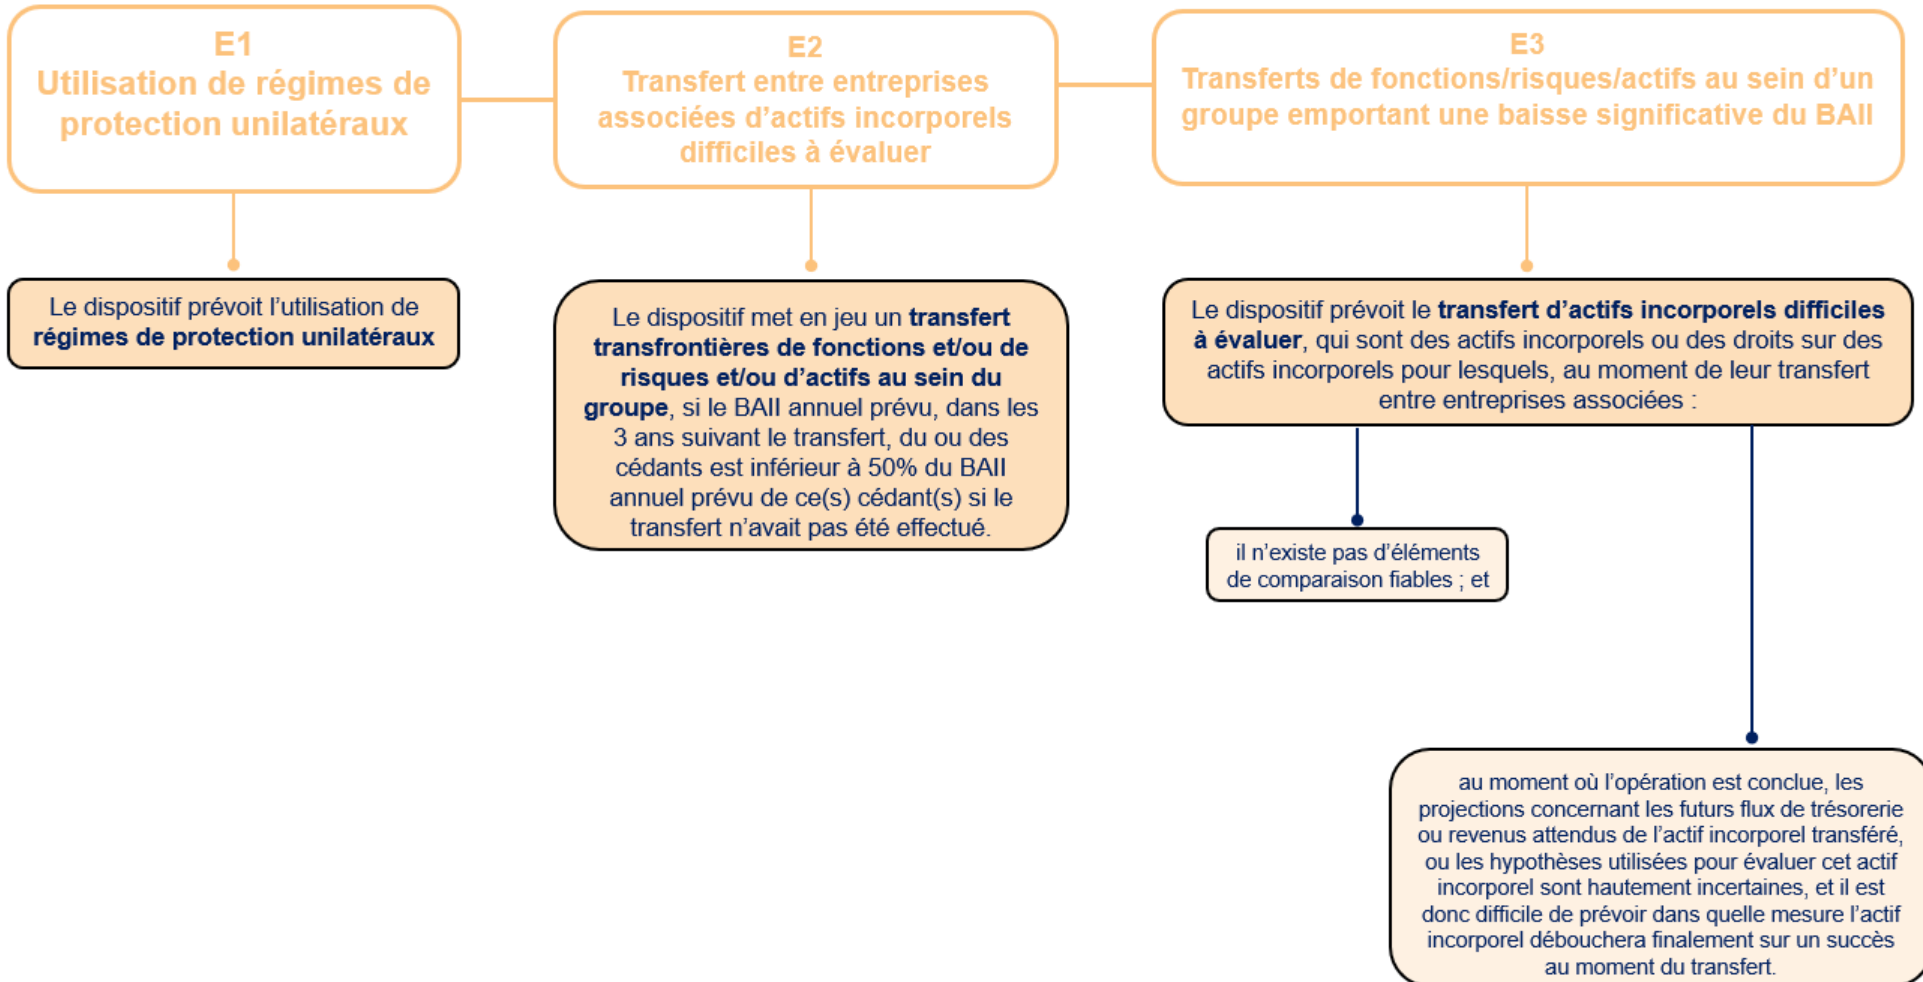 E1
Utilisation de régimes de
protection unilatéraux
E2
Transfert entre entreprises
associées d’actifs incorporels
difficiles à évaluer
E3
Transferts de fonctions/risques/actifs au sein d’un
groupe emportant une baisse significative du BAII
Le dispositif prévoit l’utilisation de
régimes de protection unilatéraux
Le dispositif met en jeu un transfert
transfrontières de fonctions et/ou de
risques et/ou d’actifs au sein du
groupe, si le BAII annuel prévu, dans les
3 ans suivant le transfert, du ou des
cédants est inférieur à 50% du BAII
annuel prévu de ce(s) cédant(s) si le
transfert n’avait pas été effectué.
Le dispositif prévoit le transfert d’actifs incorporels difficiles
à évaluer, qui sont des actifs incorporels ou des droits sur des
actifs incorporels pour lesquels, au moment de leur transfert
entre entreprises associées :
il n’existe pas d’éléments
de comparaison fiables ; et
au moment où l’opération est conclue, les
projections concernant les futurs flux de trésorerie
ou revenus attendus de l’actif incorporel transféré,
ou les hypothèses utilisées pour évaluer cet actif
incorporel sont hautement incertaines, et il est
donc difficile de prévoir dans quelle mesure l’actif
incorporel débouchera finalement sur un succès
au moment du transfert.